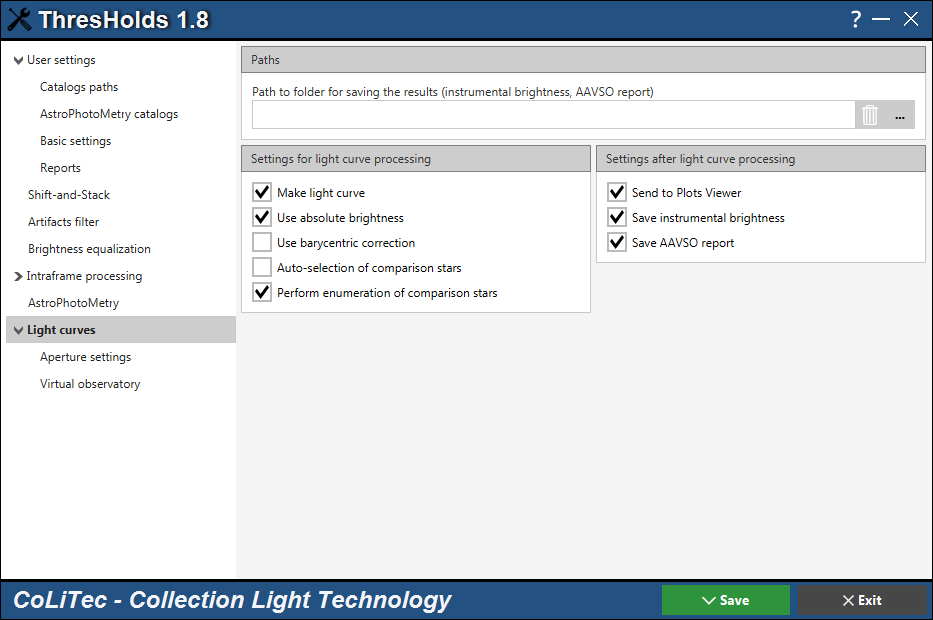 ThresHolds 1.8
?
User settings
Catalogs paths
AstroPhotoMetry catalogs
Basic settings
Reports
Shift-and-Stack
Artifacts filter
Brightness equalization
Intraframe processing
AstroPhotoMetry
Light curves
Aperture settings
Virtual observatory
Paths
Path to folder for saving the results (instrumental brightness, AAVSO report)
...
Settings for light curve processing
Make light curve
Use absolute brightness
Use barycentric correction
Auto-selection of comparison stars
Perform enumeration of comparison stars
Settings after light curve processing
Send to Plots Viewer
Save instrumental brightness
Save AAVSO report
CoLiTec - Collection Light Technology
Save
Exit